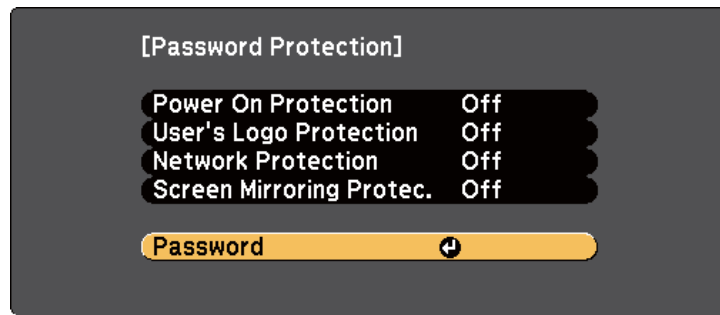 [Password Protection]
Power On Protection Off
User's Logo Protection Off
Network Protection Off
Screen Mirroring Protec. Off
Password